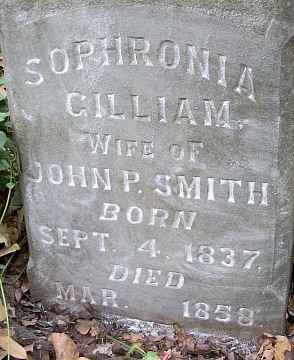 SOPHRONIA
GILLIAM,
WIFE OF
JOHN P. SMITH
BORN
SEPT. 4. 1837.
DIED
MAR. 1858.